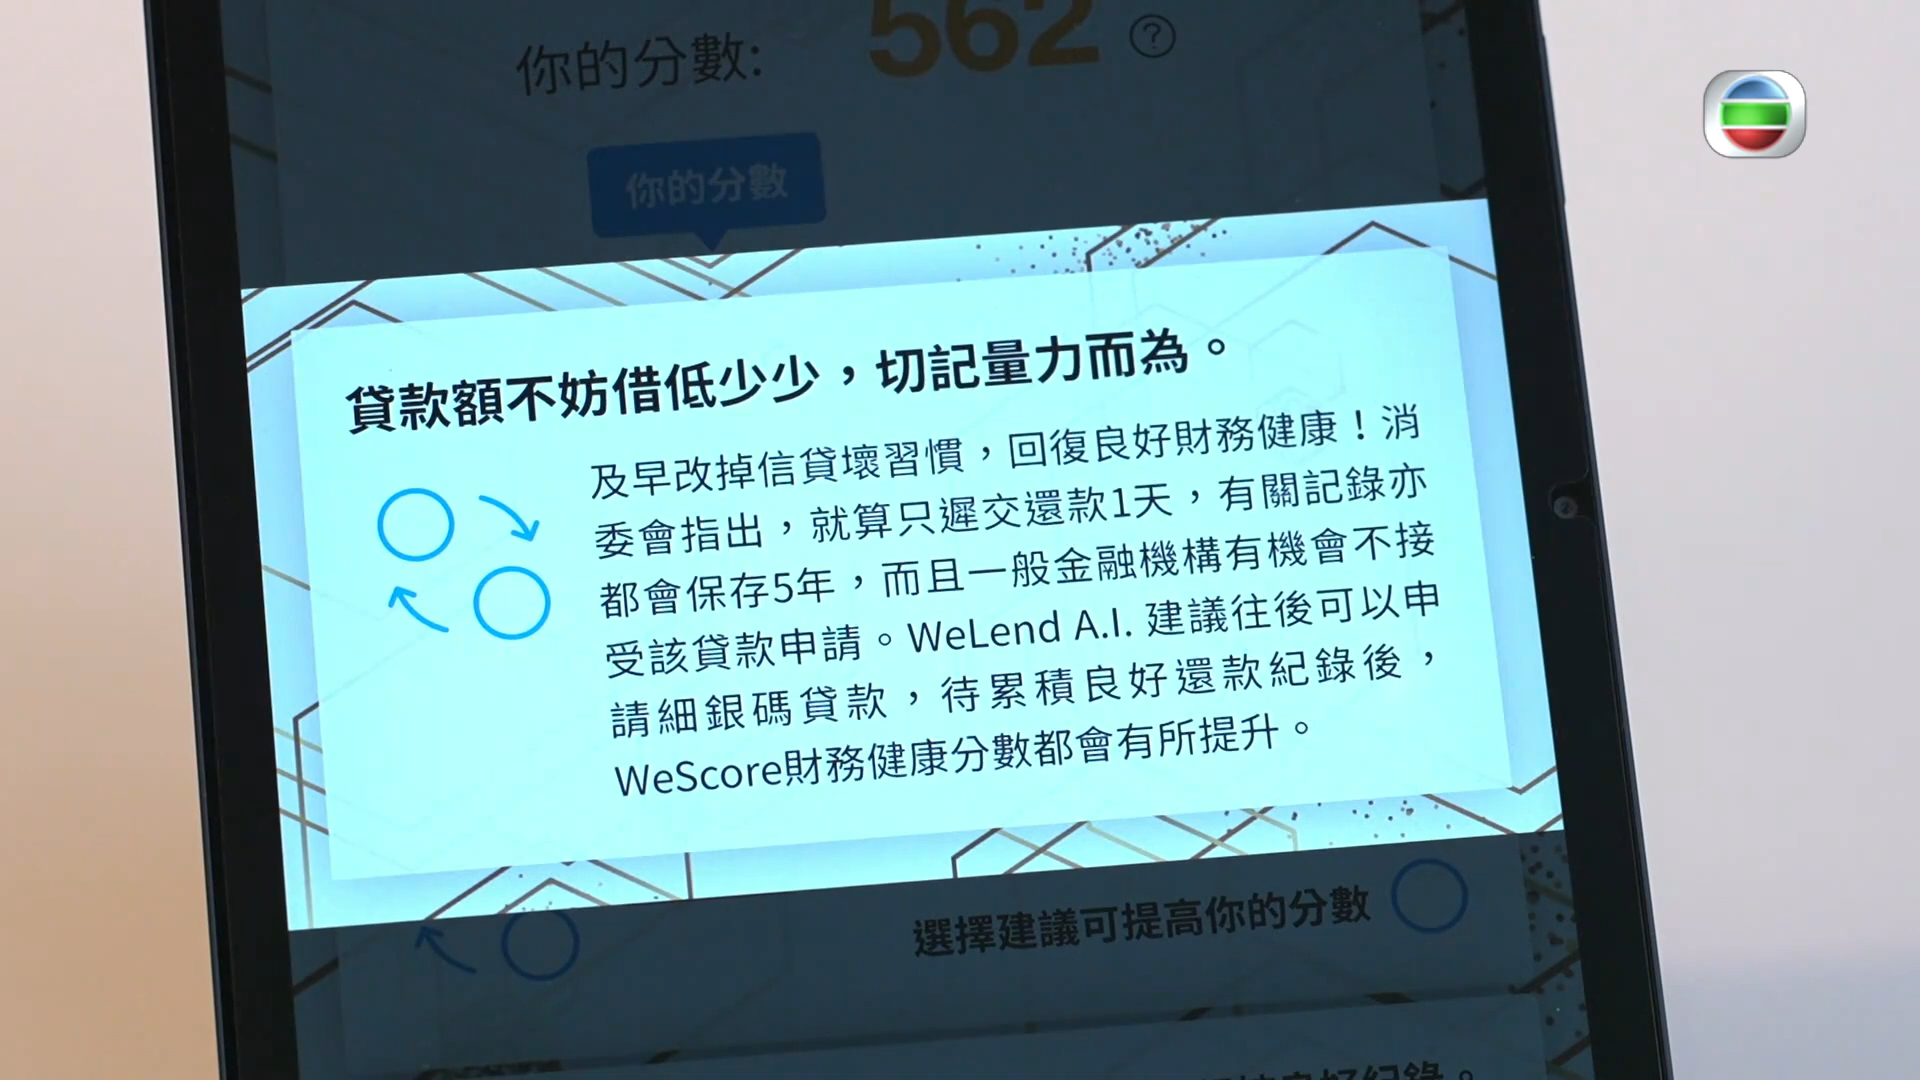 你的分數: 562 ?
你的分數
貸款額不妨借低少少，切記量力而為。
及早改掉信貸壞習慣，回復良好財務健康！消
委會指出，就算只遲交還款1天，有關記錄亦
都會保存5年，而且一般金融機構有機會不接
受該貸款申請。WeLend A.I. 建議往後可以申
請細銀碼貸款，待累積良好還款紀錄後，
WeScore財務健康分數都會有所提升。
選擇建議可提高你的分數
良好紀錄。